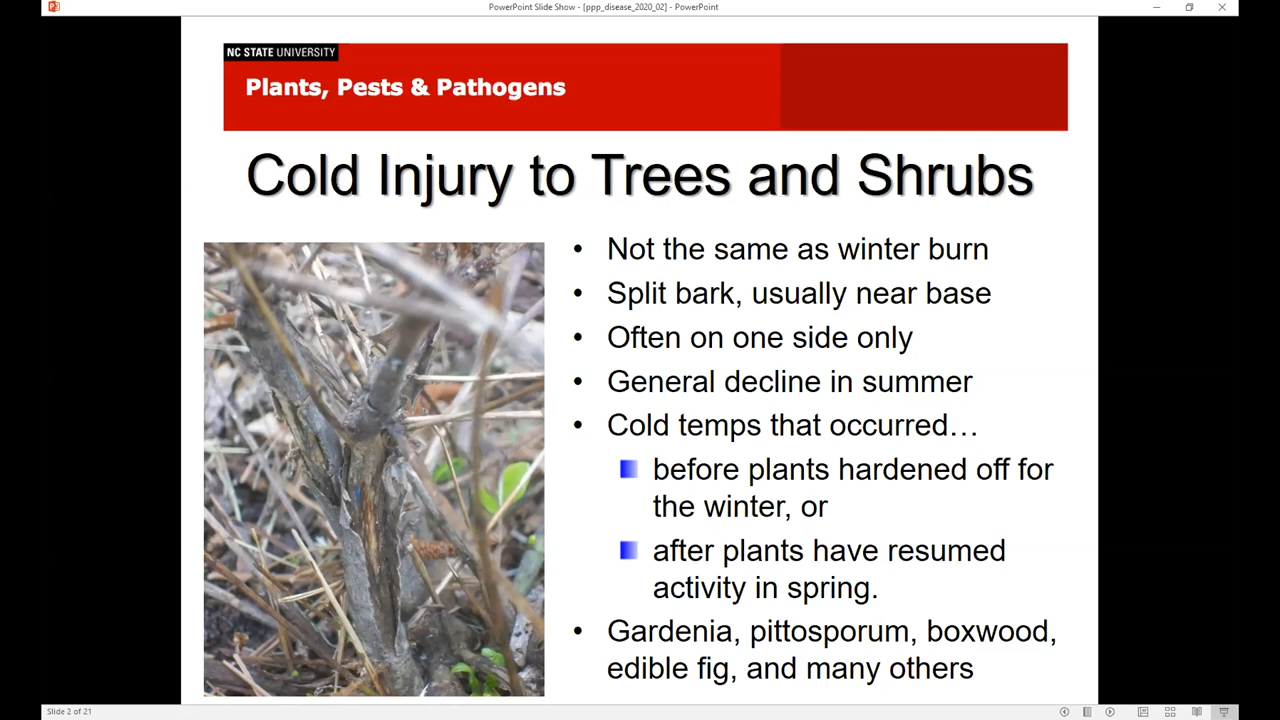 PowerPoint Slide Show - [ppp_disease_2020_02] - PowerPoint
NC STATE UNIVERSITY
Plants, Pests & Pathogens
Cold Injury to Trees and Shrubs
• Not the same as winter burn
• Split bark, usually near base
• Often on one side only
• General decline in summer
• Cold temps that occurred…
before plants hardened off for
the winter, or
after plants have resumed
activity in spring.
• Gardenia, pittosporum, boxwood,
edible fig, and many others
Slide 2 of 21